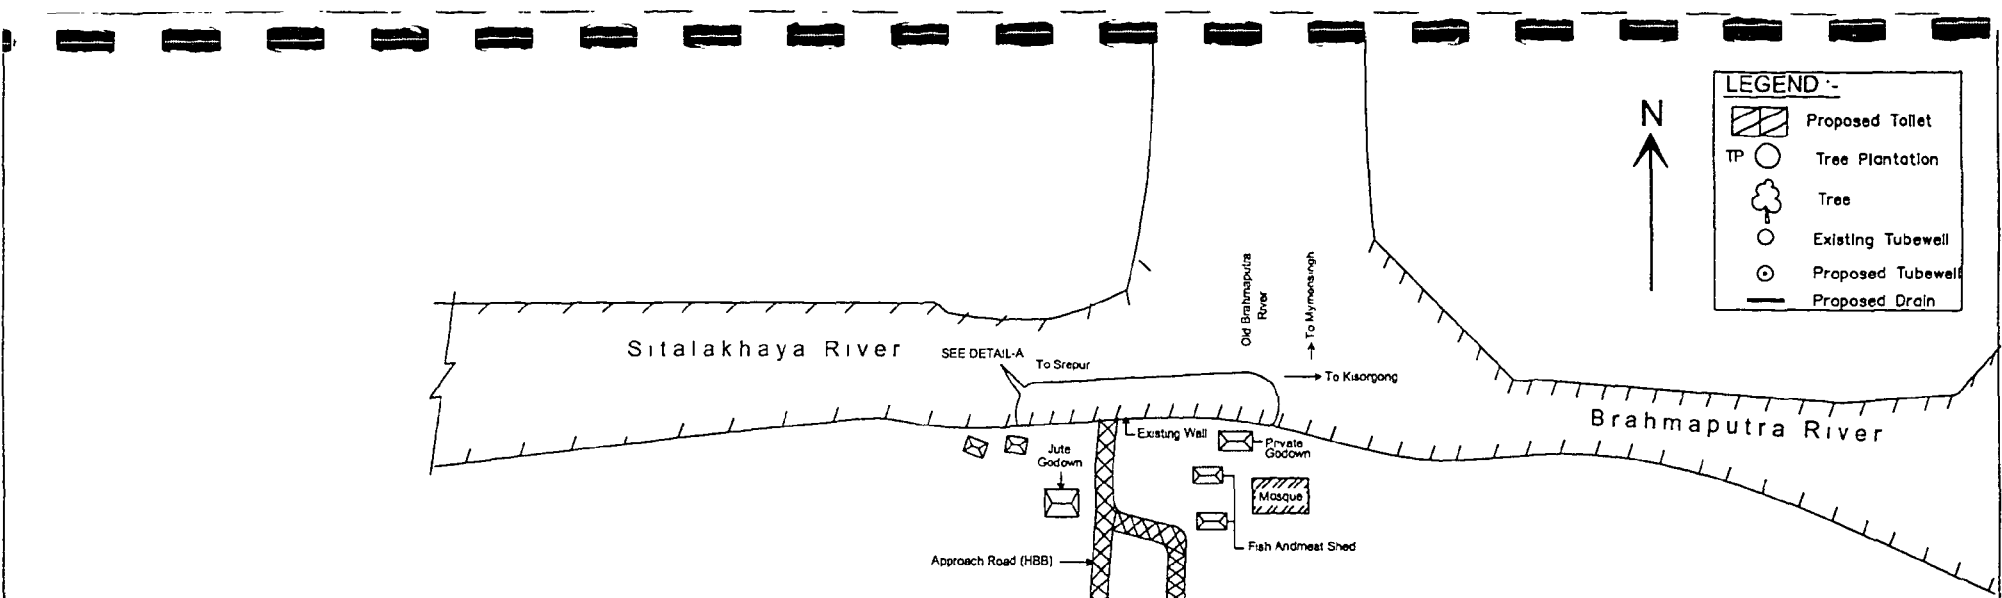 LEGEND :-
Proposed Toilet
TP
Tree Plantation
Tree
Existing Tubewell
Proposed Tubewell
Proposed Drain
N
Old Brahmaputra
River
To Mymonsingh
Sitalakhaya River
SEE DETAIL-A
To Srepur
To Kisorgong
Brahmaputra River
Existing Wall
Private
Godown
Jute
Godown
Mosque
Fish Andmeat Shed
Approach Road (HBB)